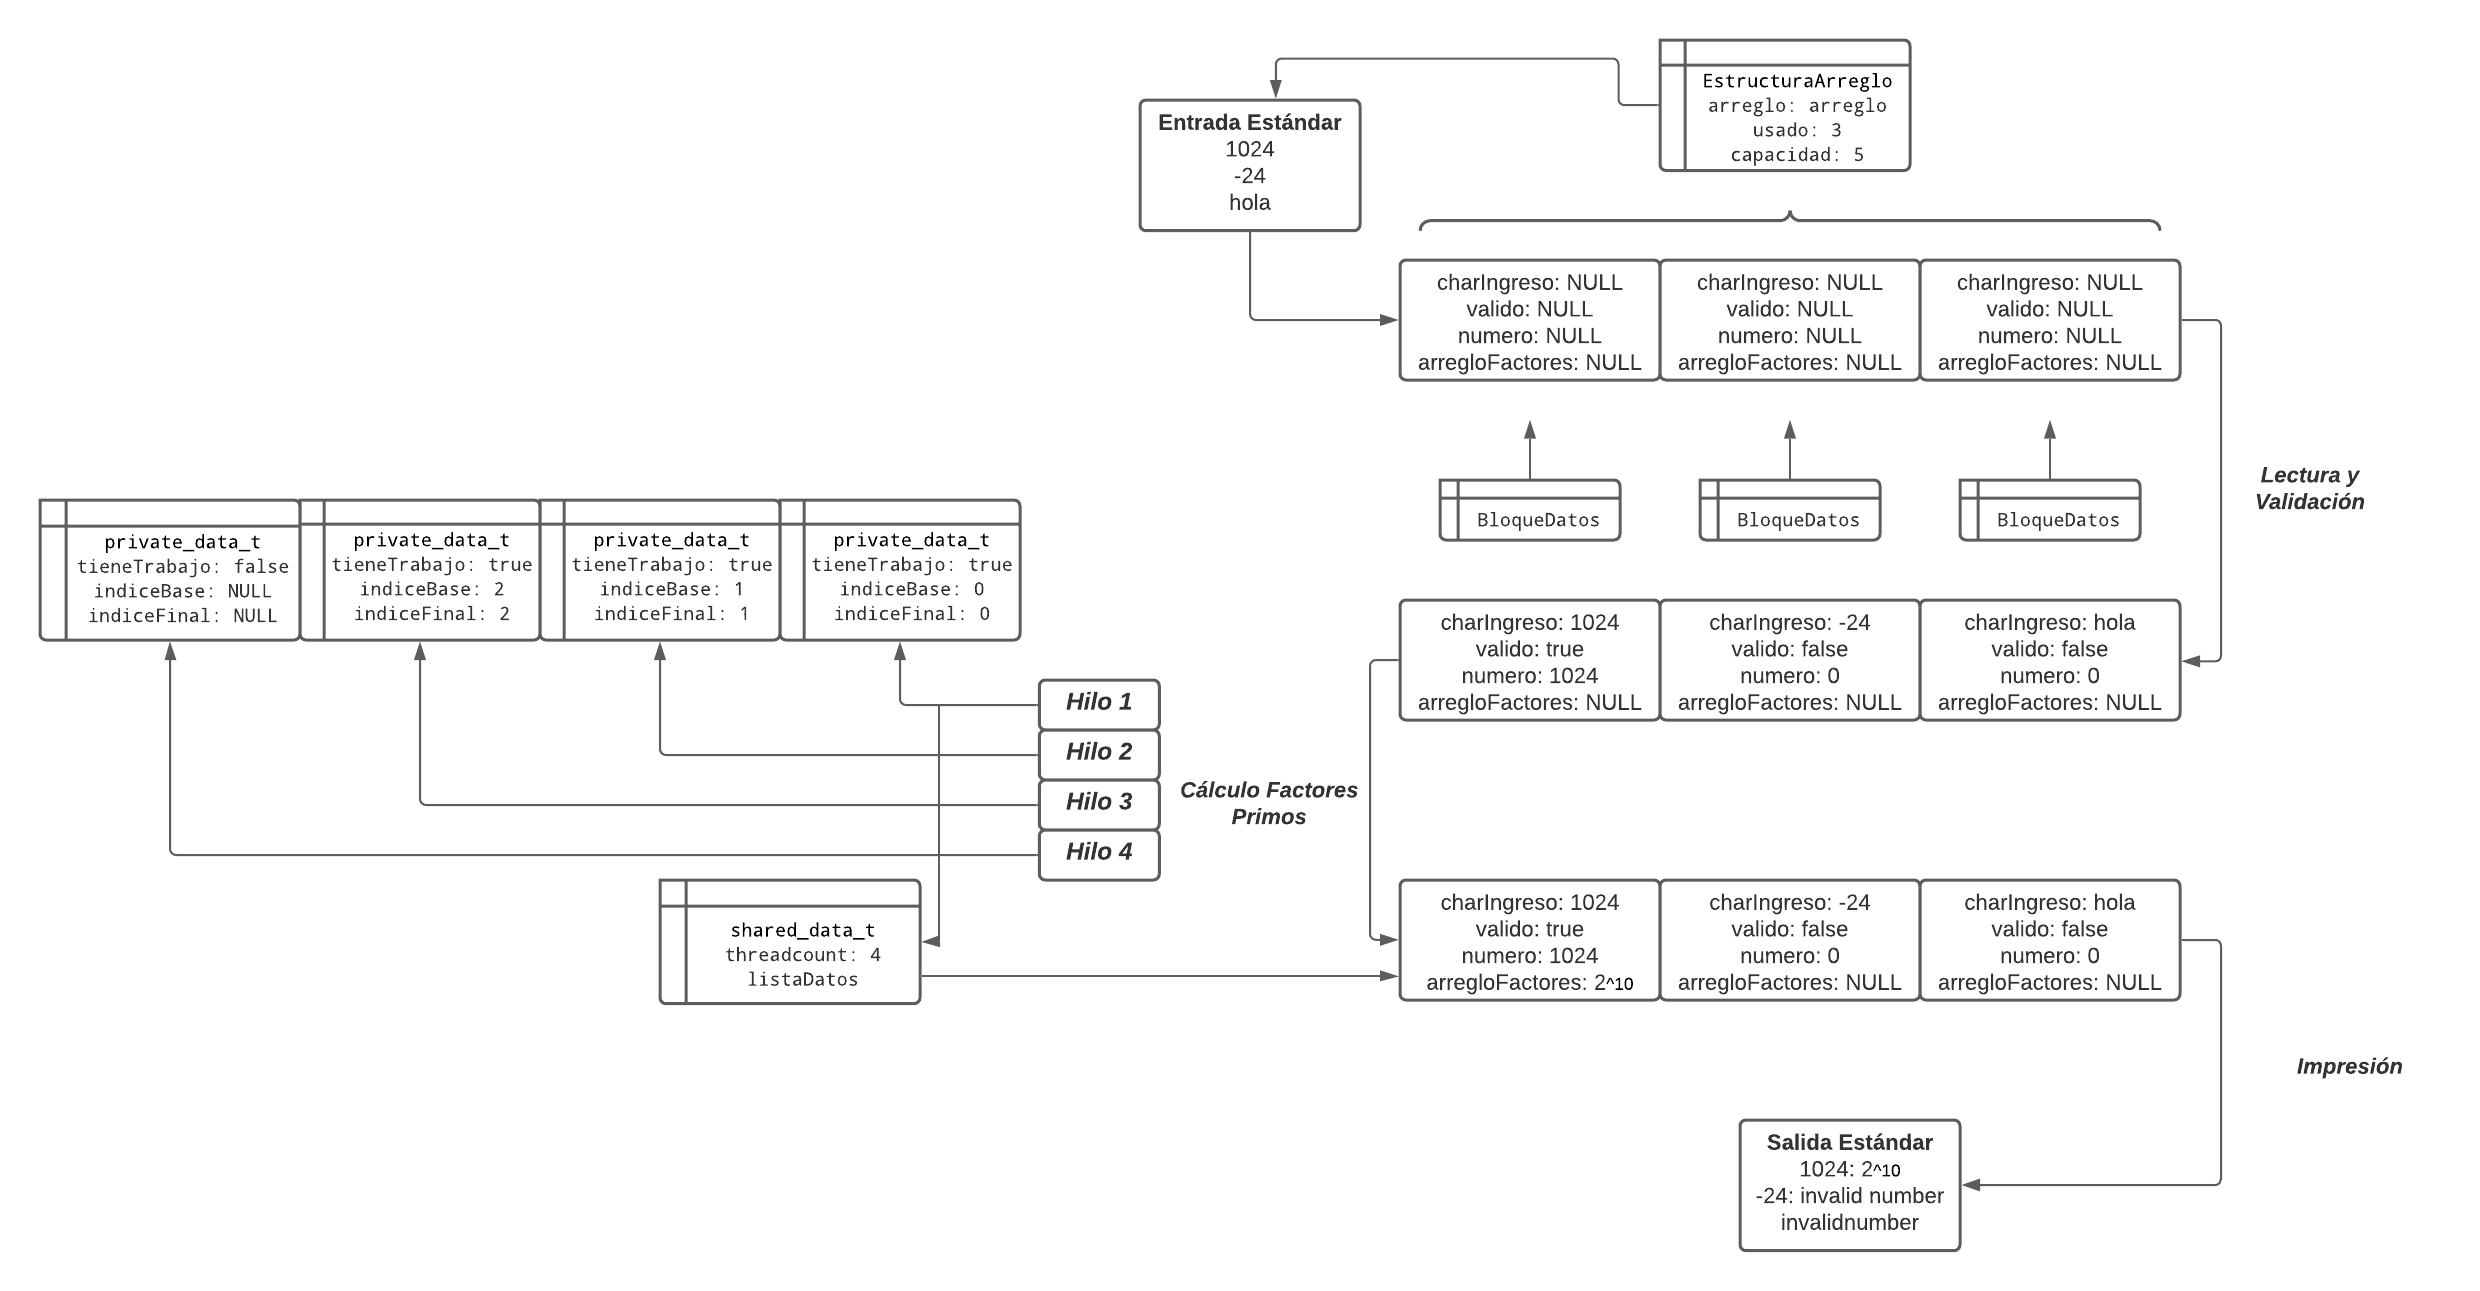 EstructuraArreglo
arreglo: arreglo
usado: 3
capacidad: 5
Entrada Estándar
1024
-24
hola
charIngreso: NULL
valido: NULL
numero: NULL
arregloFactores: NULL
charIngreso: NULL
valido: NULL
numero: NULL
arregloFactores: NULL
charIngreso: NULL
valido: NULL
numero: NULL
arregloFactores: NULL
BloqueDatos
BloqueDatos
BloqueDatos
Lectura y
Validación
private_data_t
tieneTrabajo: false
indiceBase: NULL
indiceFinal: NULL
private_data_t
tieneTrabajo: true
indiceBase: 2
indiceFinal: 2
private_data_t
tieneTrabajo: true
indiceBase: 1
indiceFinal: 1
private_data_t
tieneTrabajo: true
indiceBase: 0
indiceFinal: 0
charIngreso: 1024
valido: true
numero: 1024
arregloFactores: NULL
charIngreso: -24
valido: false
numero: 0
arregloFactores: NULL
charIngreso: hola
valido: false
numero: 0
arregloFactores: NULL
Hilo 1
Hilo 2
Hilo 3
Hilo 4
Cálculo Factores
Primos
shared_data_t
threadcount: 4
listaDatos
charIngreso: 1024
valido: true
numero: 1024
arregloFactores: 2^10
charIngreso: -24
valido: false
numero: 0
arregloFactores: NULL
charIngreso: hola
valido: false
numero: 0
arregloFactores: NULL
Impresión
Salida Estándar
1024: 2^10
-24: invalid number
invalidnumber